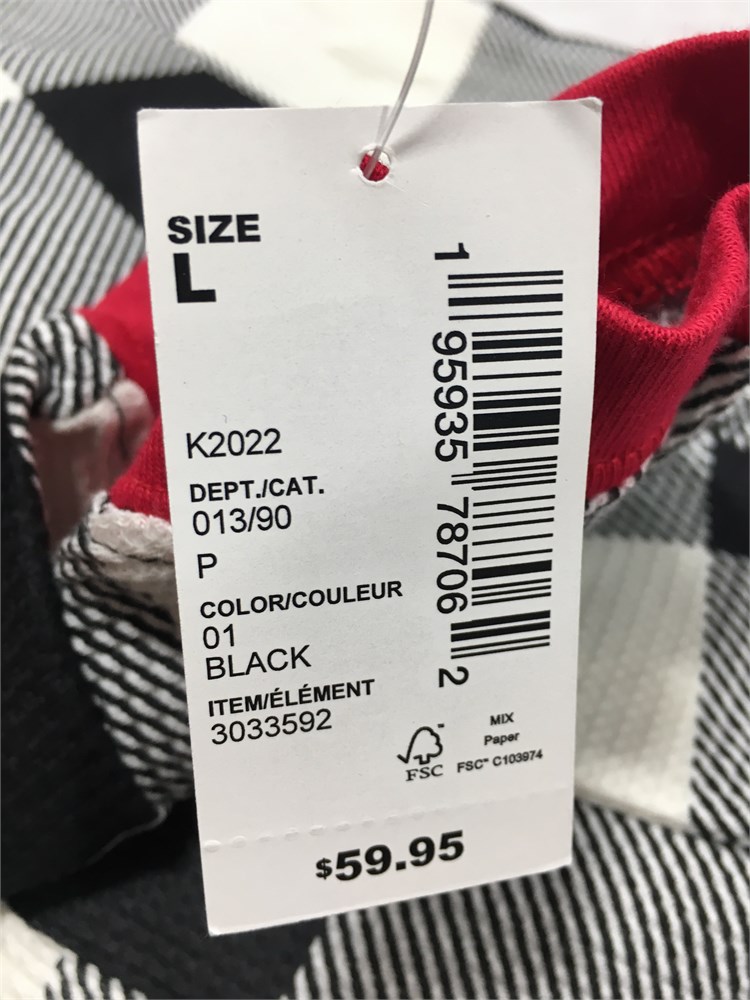 SIZE
L
K2022
DEPT./CAT.
013/90
P
COLOR/COULEUR
01
BLACK
ITEM/ÉLÉMENT
3033592
1 95935 78706 2
FSC™
MIX
Paper
FSC™ C103974
$59.95